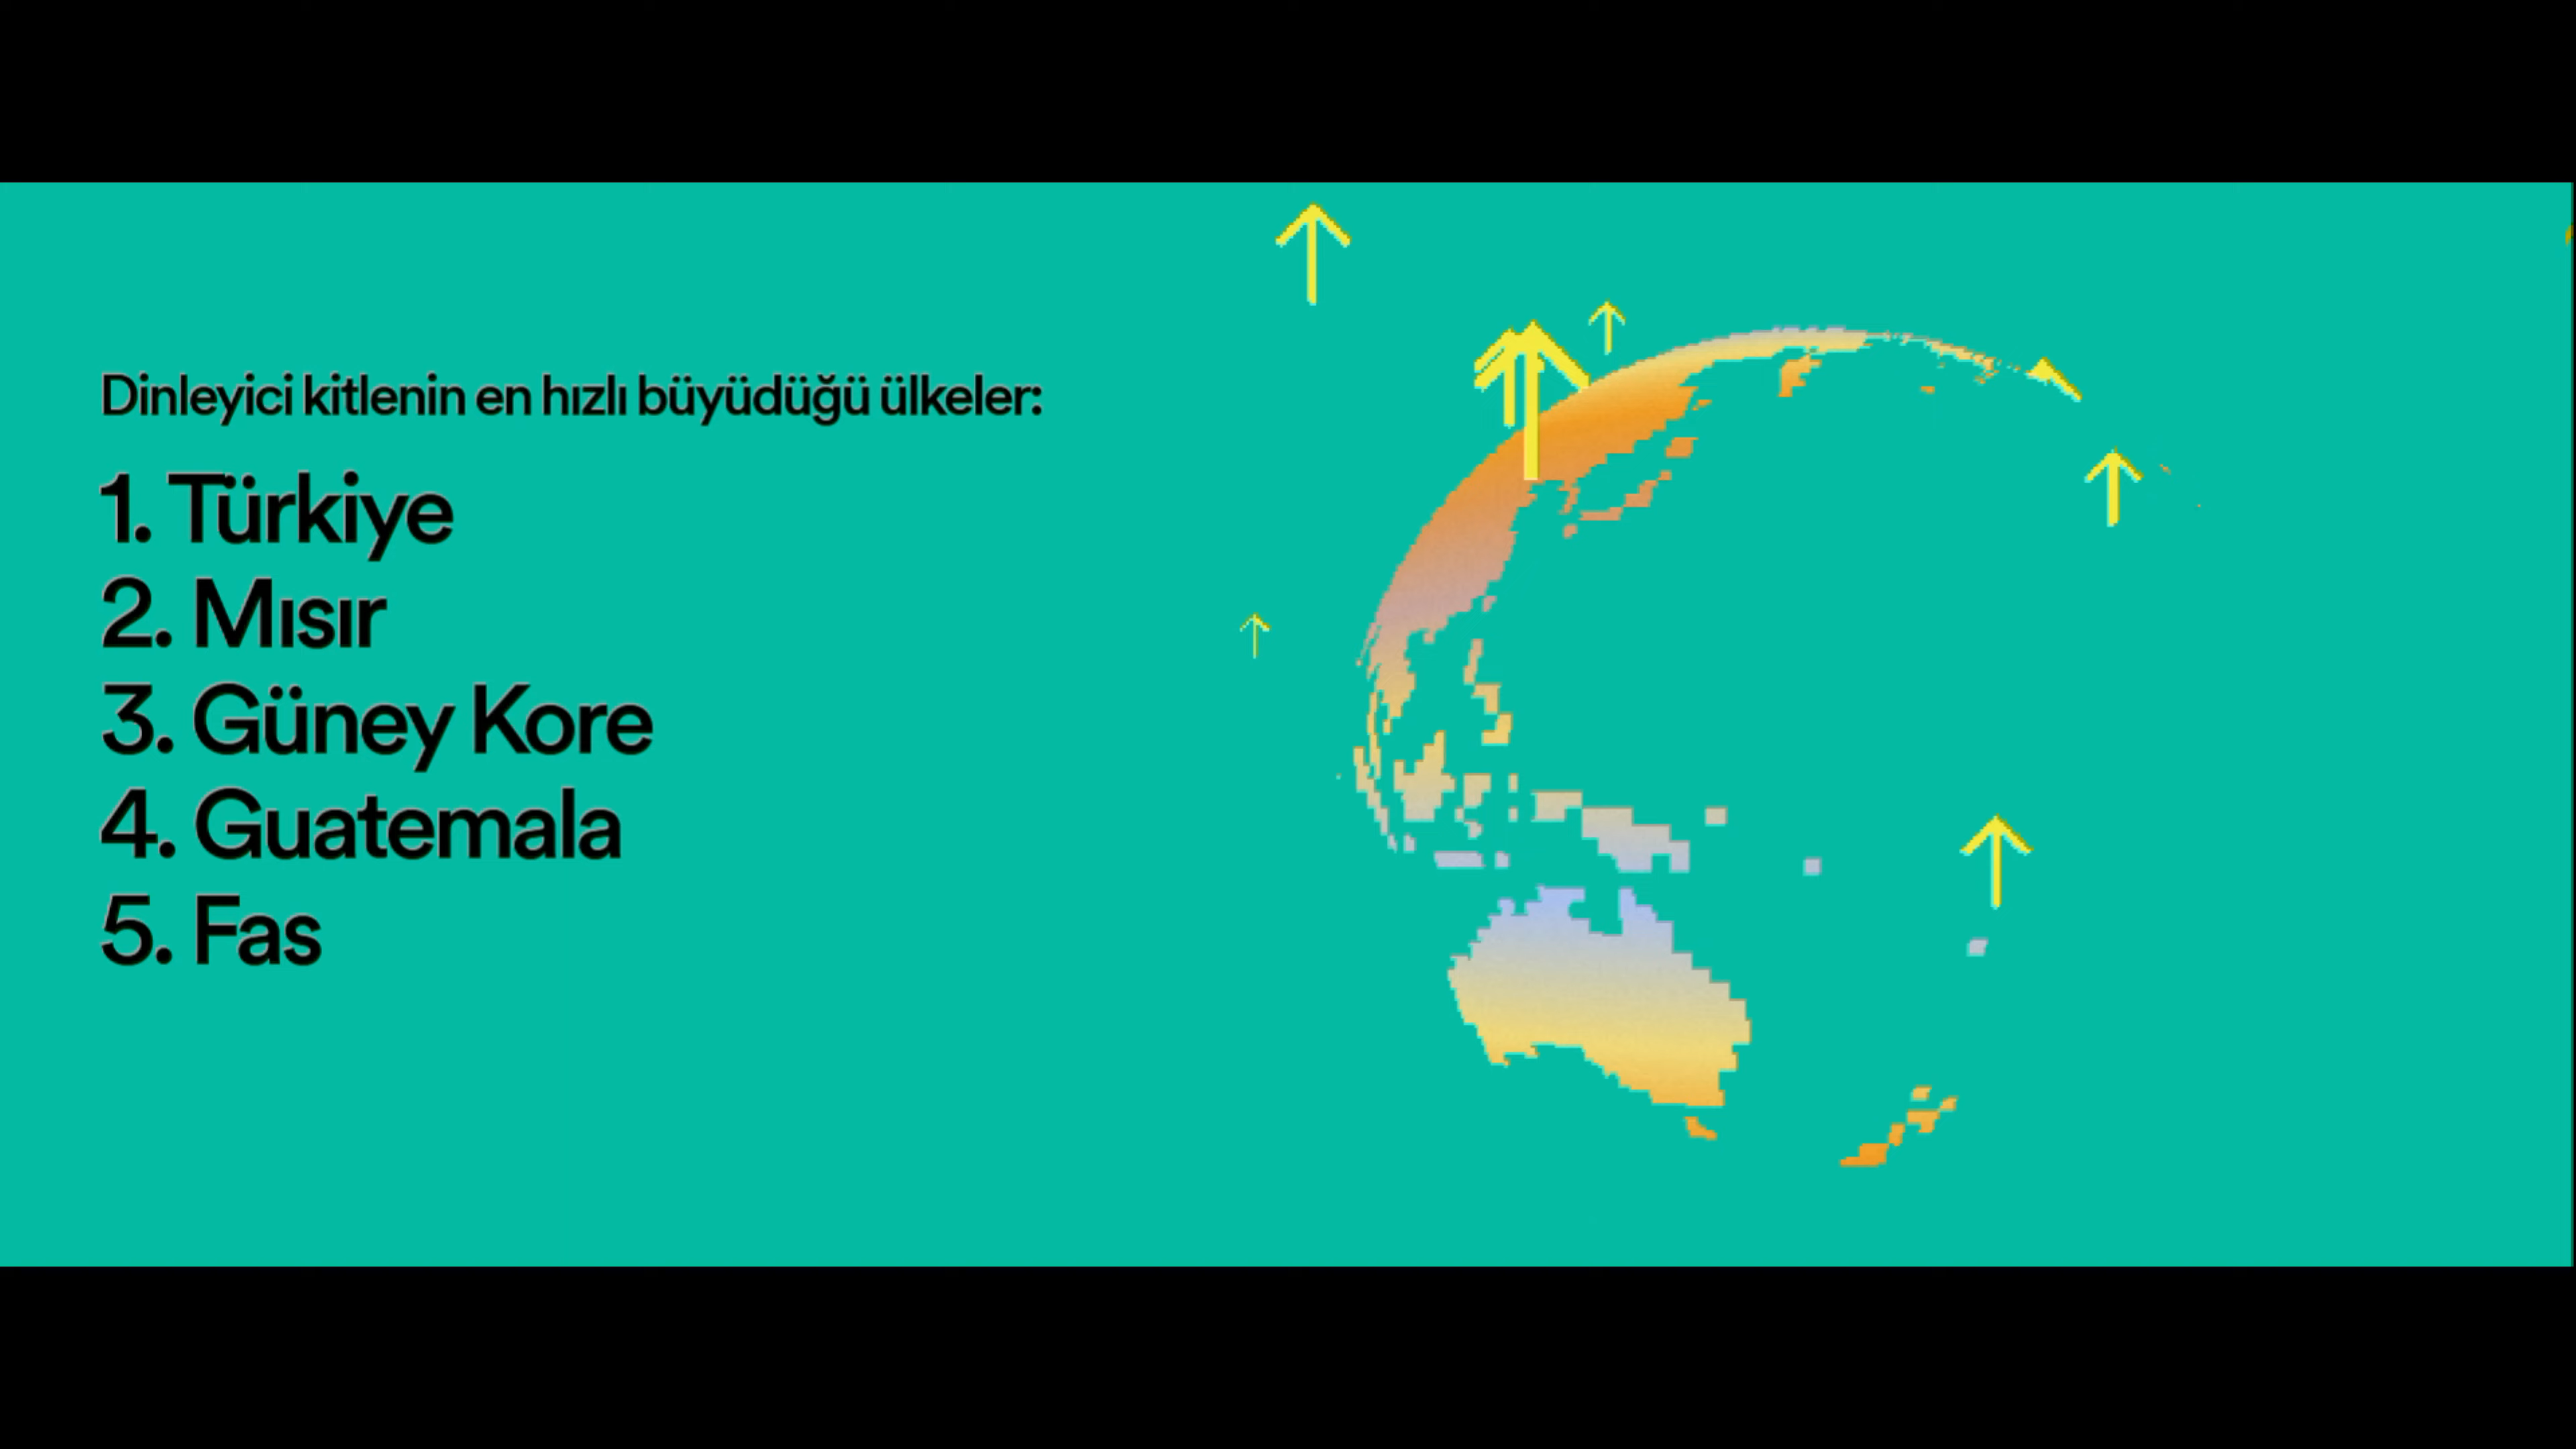 Dinleyici kitlenin en hızlı büyüdüğü ülkeler:
1. Türkiye
2. Mısır
3. Güney Kore
4. Guatemala
5. Fas